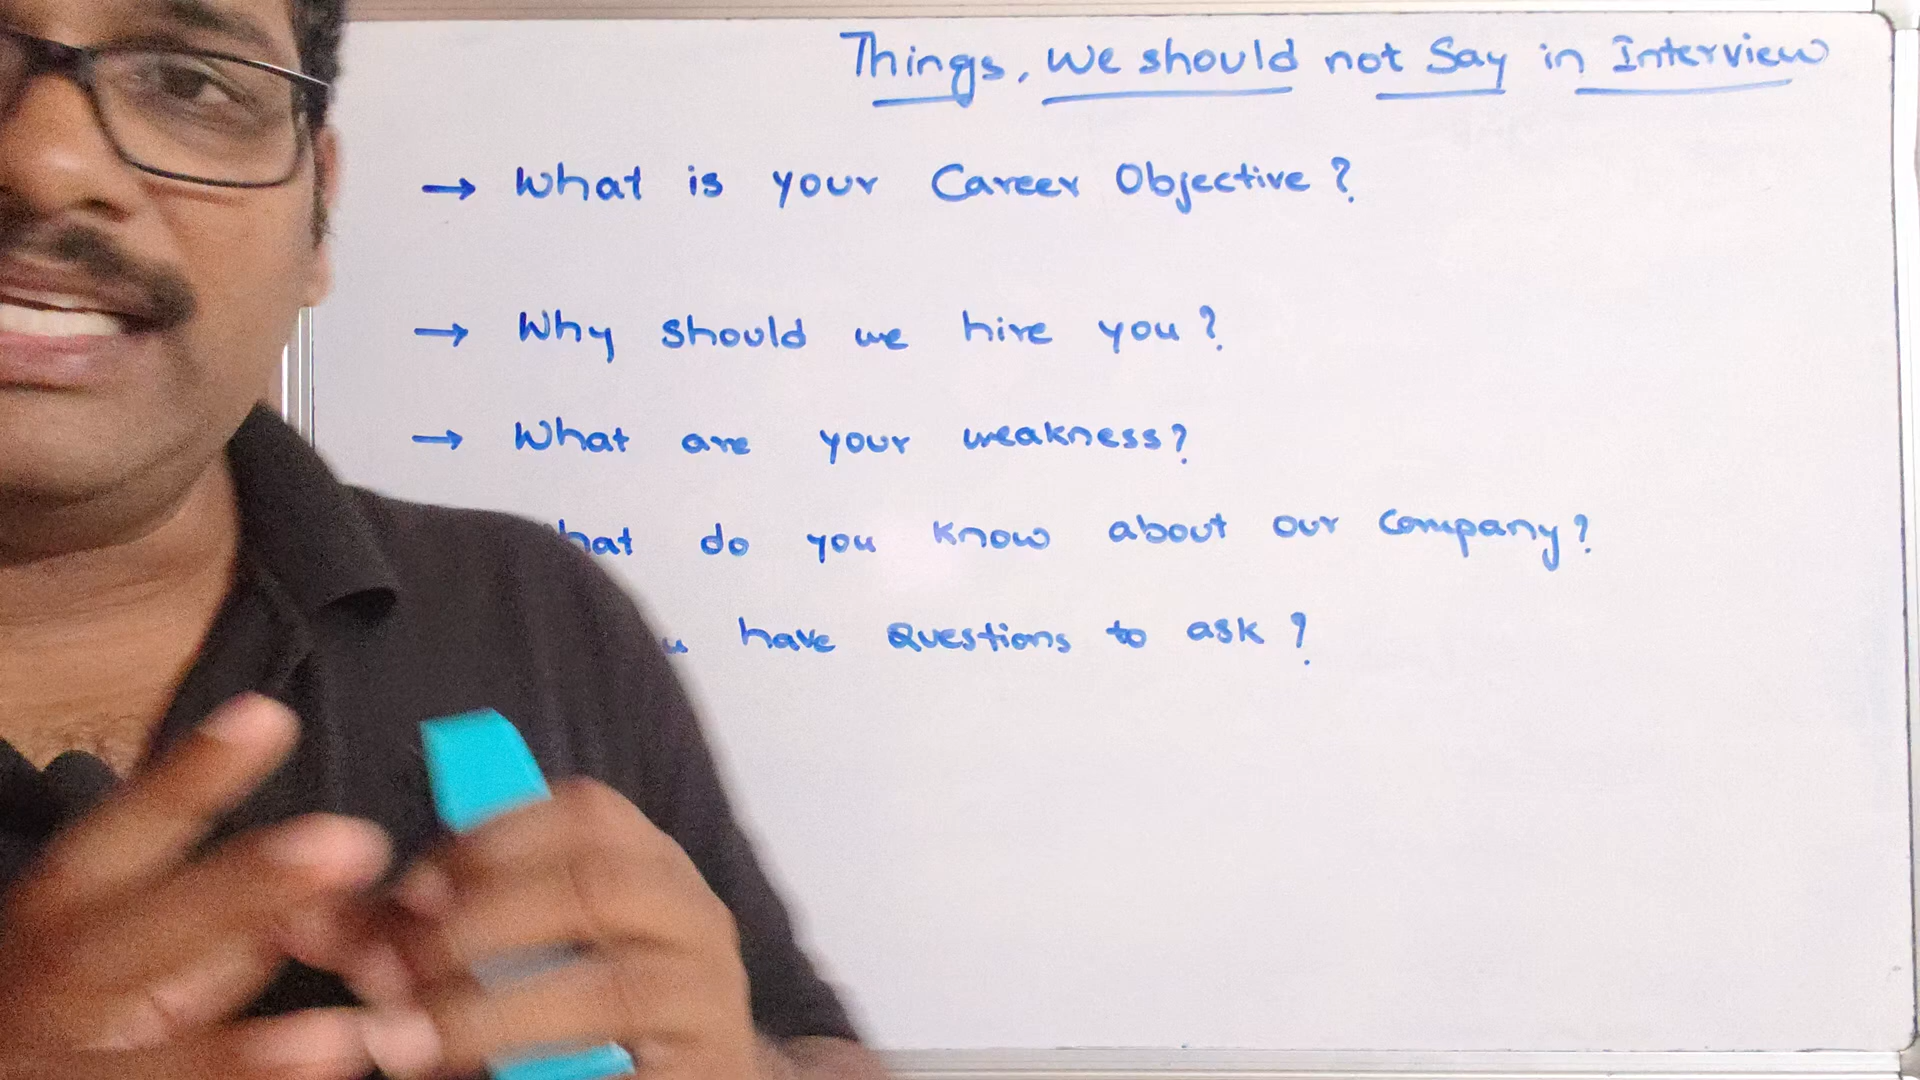 Things, we should not Say in Interview
→ What is your Career Objective?
→ Why should we hire you?
→ What are your weakness?
hat do you know about our Company?
u have Questions to ask?